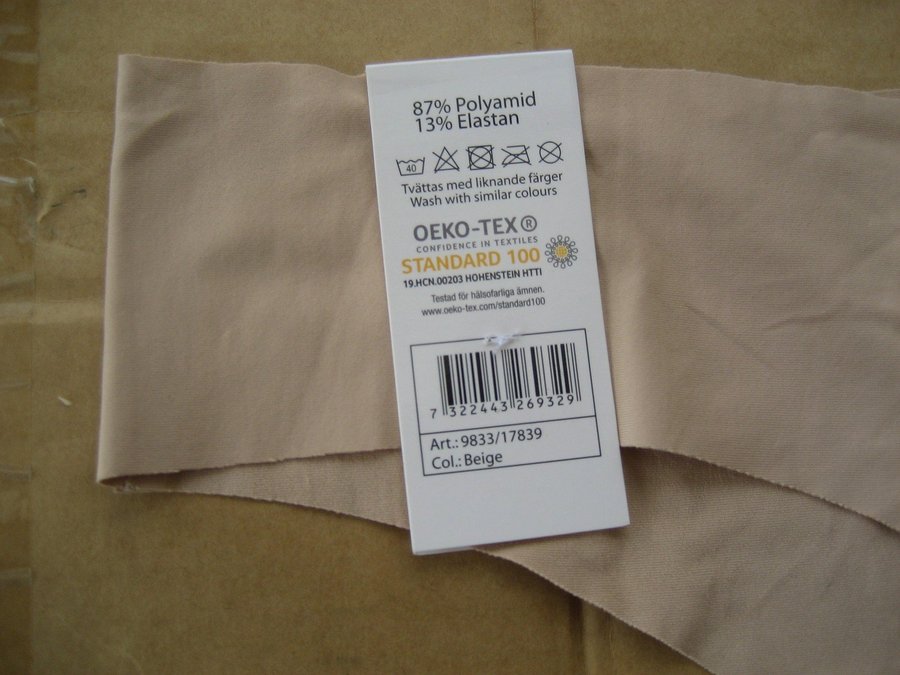 87% Polyamid
13% Elastan
40
Tvättas med liknande färger
Wash with similar colours
OEKO-TEX®
CONFIDENCE IN TEXTILES
STANDARD 100
19.HCN.00203 HOHENSTEIN HTTI
Testad för hälsofarliga ämnen.
www.oeko-tex.com/standard100
7 322443 269329
Art.: 9833/17839
Col.: Beige